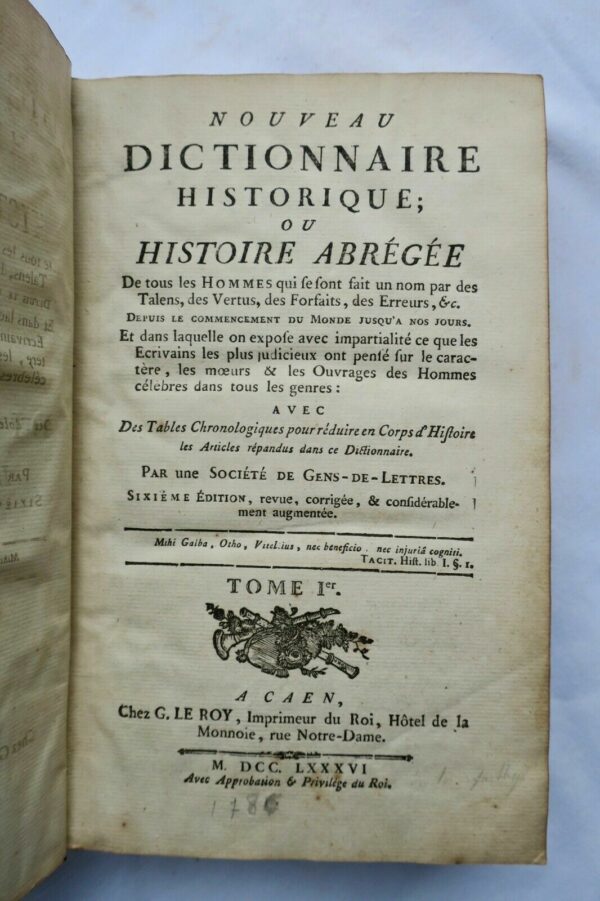 NOUVEAU
DICTIONNAIRE
HISTORIQUE;
OU
HISTOIRE ABRÉGÉE
De tous les HOMMES qui ſe ſont fait un nom par des
Talens, des Vertus, des Forfaits, des Erreurs, &c.
DEPUIS LE COMMENCEMENT DU MONDE JUSQU'A NOS JOURS.
Et dans laquelle on expoſe avec impartialité ce que les
Ecrivains les plus judicieux ont penſé ſur le carac-
tère, les mœurs & les Ouvrages des Hommes
célèbres dans tous les genres:
AVEC
Des Tables Chronologiques pour réduire en Corps d'Hiſtoire
les Articles répandus dans ce Dictionnaire.
PAR une SOCIÉTÉ DE GENS-DE-LETTRES.
SIXIÈME ÉDITION, revue, corrigée, & conſidérable-
ment augmentée.
Mihi Galba, Otho, Vitellius, nec beneficio, nec injuriâ cogniti.
TACIT. Hiſt. lib. I. §. 1.
TOME Ier.
A CAEN,
Chez G. LE ROY, Imprimeur du Roi, Hôtel de la
Monnoie, rue Notre-Dame.
M. DCC. LXXXVI
Avec Approbation & Privilége du Roi.
1786